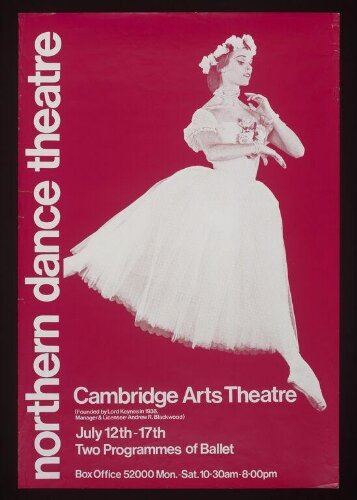 northern dance theatre
Cambridge Arts Theatre
(Founded by Lord Keynes in 1936.
Manager & Licensee Andrew R. Blackwood)
July 12th-17th
Two Programmes of Ballet
Box Office 52000 Mon.-Sat. 10-30am-8-00pm